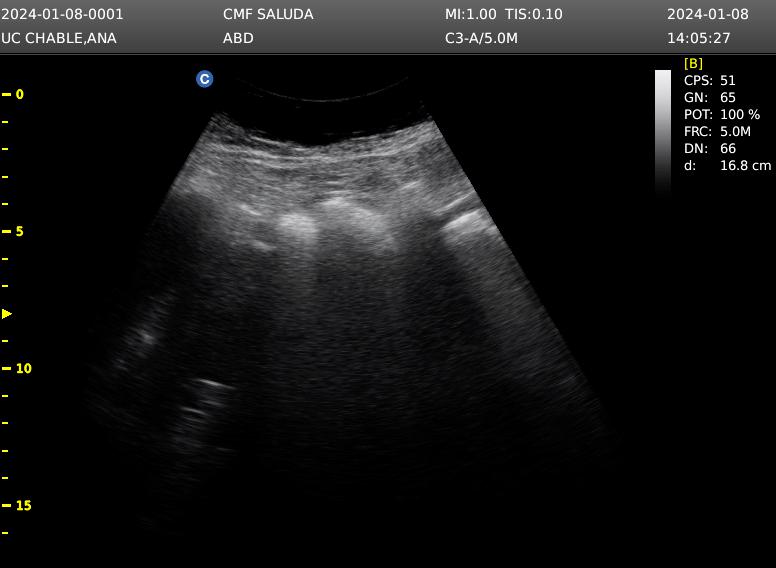 2024-01-08-0001 CMF SALUDA MI:1.00 TIS:0.10 2024-01-08
UC CHABLE,ANA ABD C3-A/5.0M 14:05:27
C
[B]
CPS: 51
GN: 65
POT: 100 %
FRC: 5.0M
DN: 66
d: 16.8 cm
0
5
10
15